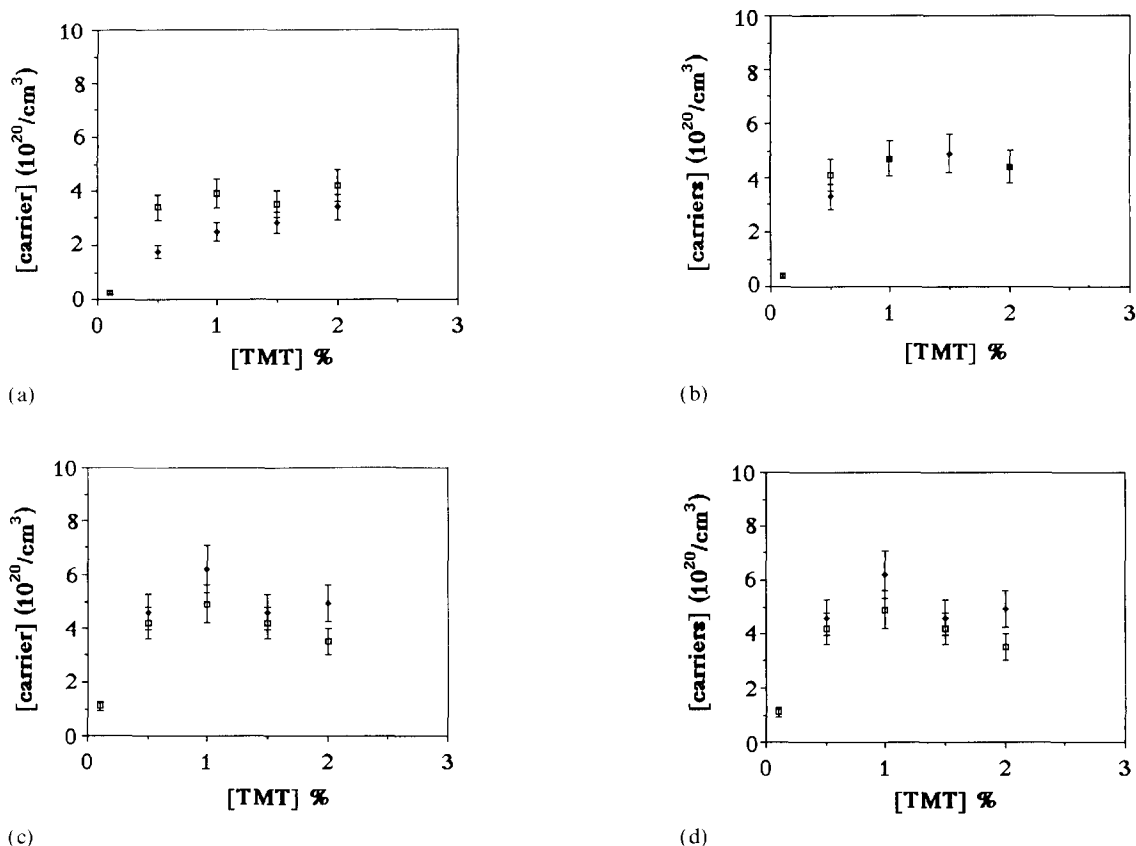 10
8
6
4
2
0
[carrier] (10^20/cm^3)
0 1 2 3
[TMT] %
(a)
10
8
6
4
2
0
[carriers] (10^20/cm^3)
0 1 2 3
[TMT] %
(b)
10
8
6
4
2
0
[carrier] (10^20/cm^3)
0 1 2 3
[TMT] %
(c)
10
8
6
4
2
0
[carriers] (10^20/cm^3)
0 1 2 3
[TMT] %
(d)